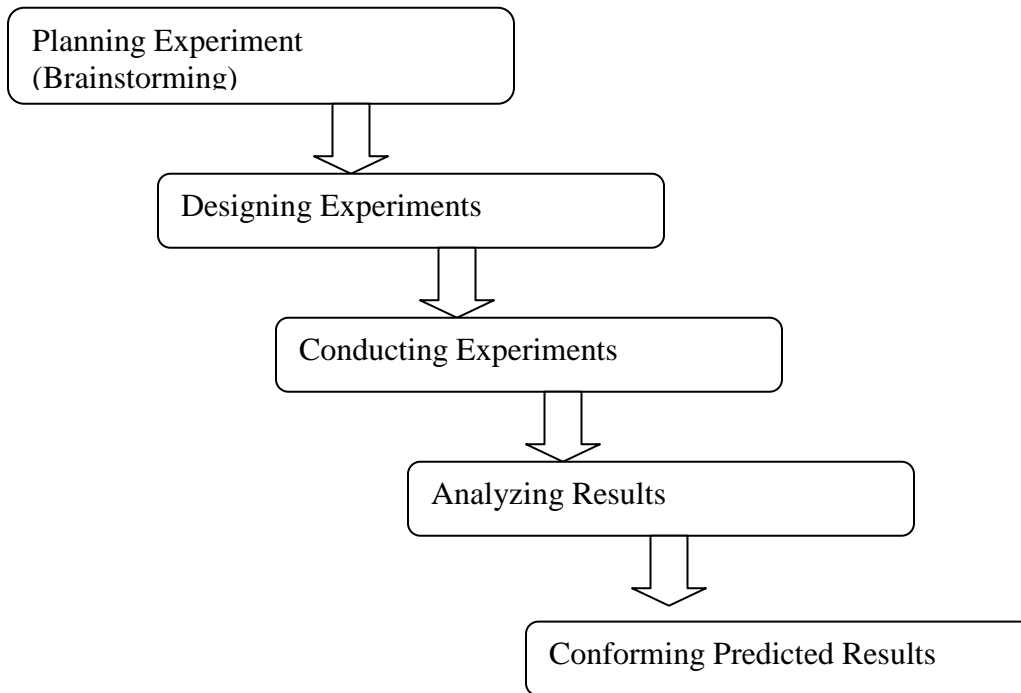 Planning Experiment
(Brainstorming)
Designing Experiments
Conducting Experiments
Analyzing Results
Conforming Predicted Results